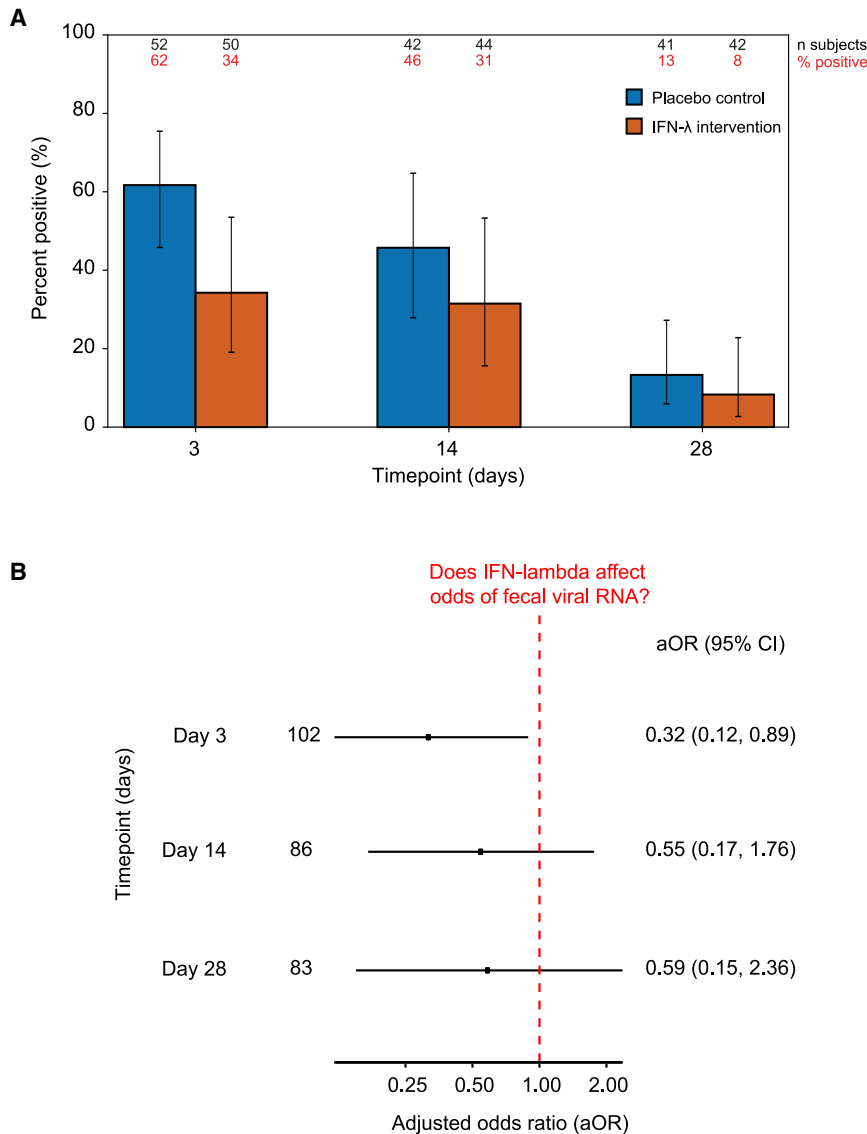 A
100
80
60
40
20
0
Percent positive (%)
52 50 42 44 41 42 n subjects
62 34 46 31 13 8 % positive
Placebo control
IFN-λ intervention
3 14 28
Timepoint (days)
B
Does IFN-lambda affect
odds of fecal viral RNA?
aOR (95% CI)
Timepoint (days)
Day 3 102 0.32 (0.12, 0.89)
Day 14 86 0.55 (0.17, 1.76)
Day 28 83 0.59 (0.15, 2.36)
0.25 0.50 1.00 2.00
Adjusted odds ratio (aOR)